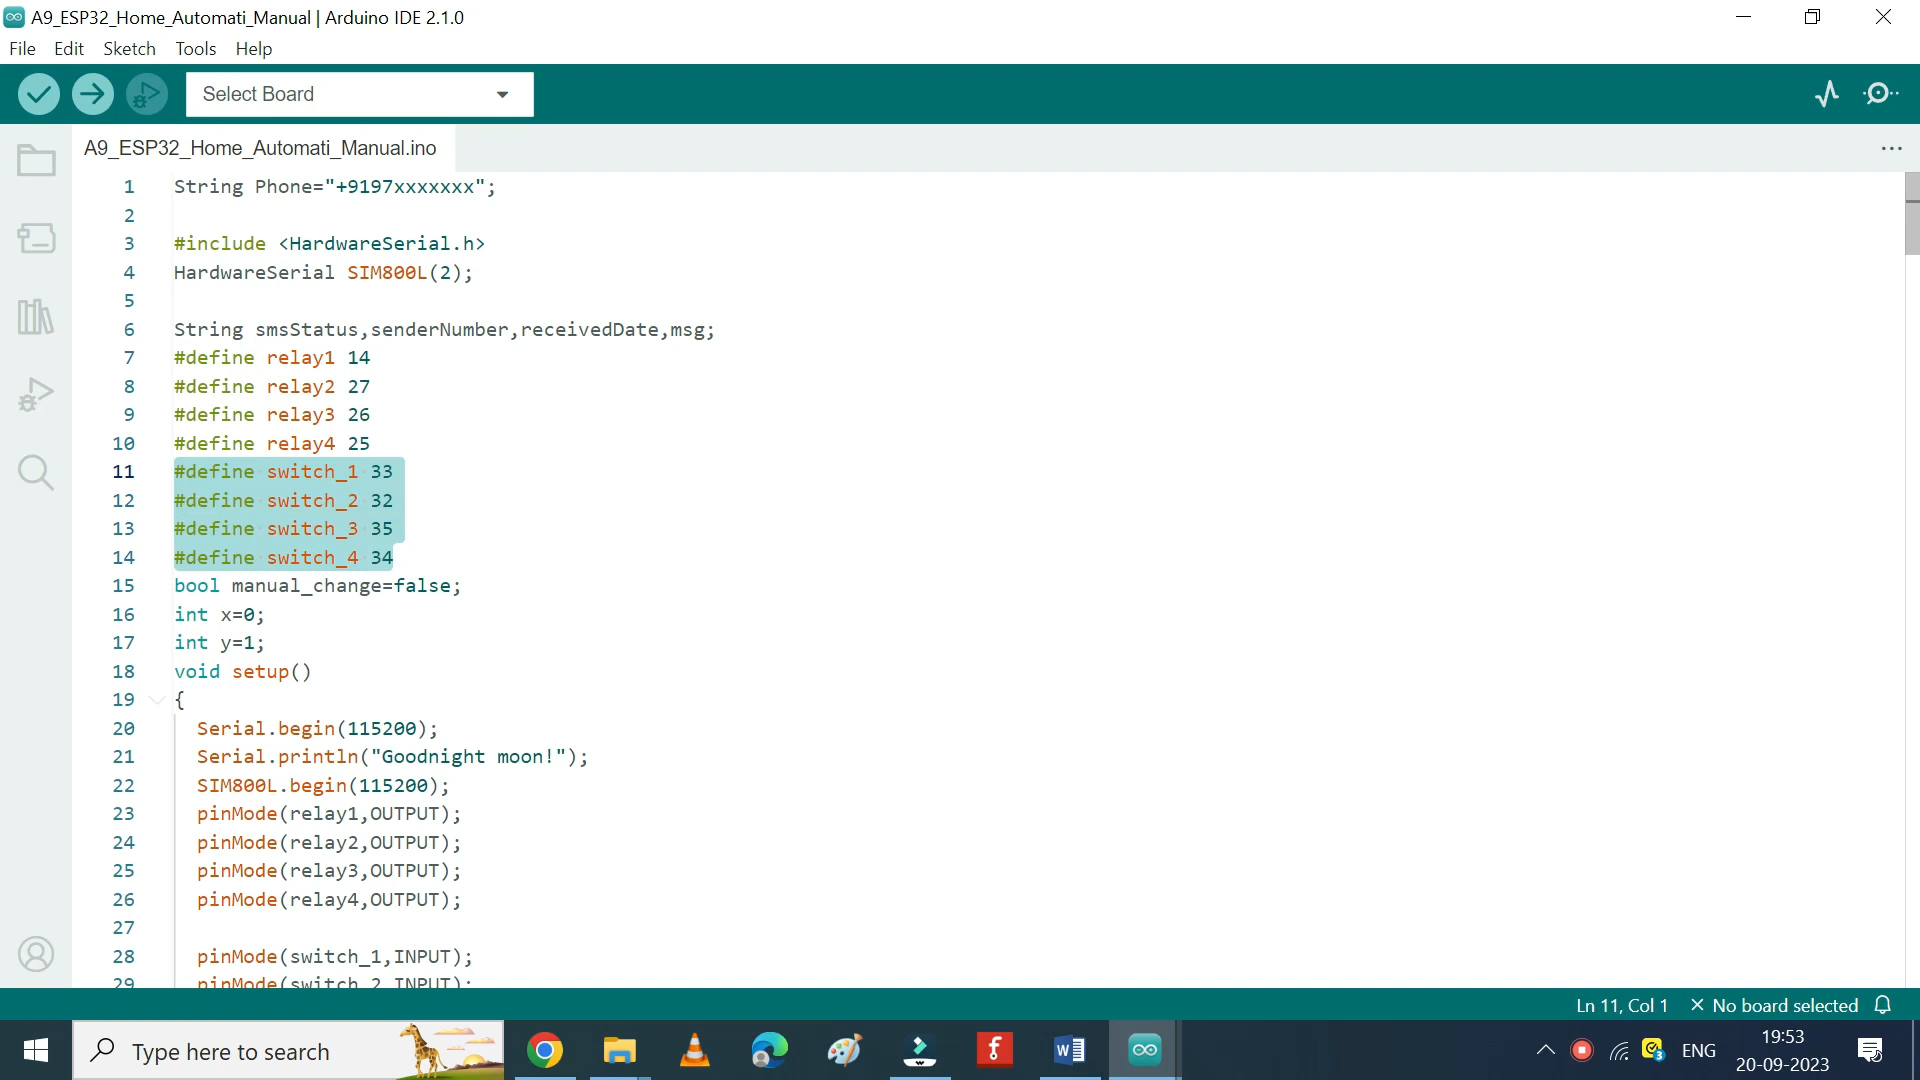 A9_ESP32_Home_Automati_Manual | Arduino IDE 2.1.0
File Edit Sketch Tools Help
Select Board
A9_ESP32_Home_Automati_Manual.ino
1 String Phone="+9197xxxxxxx";
2
3 #include <HardwareSerial.h>
4 HardwareSerial SIM800L(2);
5
6 String smsStatus,senderNumber,receivedDate,msg;
7 #define relay1 14
8 #define relay2 27
9 #define relay3 26
10 #define relay4 25
11 #define switch_1 33
12 #define switch_2 32
13 #define switch_3 35
14 #define switch_4 34
15 bool manual_change=false;
16 int x=0;
17 int y=1;
18 void setup()
19 {
20 Serial.begin(115200);
21 Serial.println("Goodnight moon!");
22 SIM800L.begin(115200);
23 pinMode(relay1,OUTPUT);
24 pinMode(relay2,OUTPUT);
25 pinMode(relay3,OUTPUT);
26 pinMode(relay4,OUTPUT);
27
28 pinMode(switch_1,INPUT);
29 pinMode(switch_2,INPUT);
Ln 11, Col 1 × No board selected
Type here to search
ENG
19:53
20-09-2023